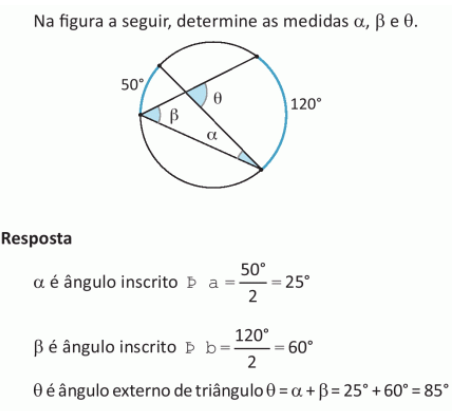 Na figura a seguir, determine as medidas α, β e θ.
50°
θ
120°
β
α
Resposta
α é ângulo inscrito Þ a = 50°/2 = 25°
β é ângulo inscrito Þ b = 120°/2 = 60°
θ é ângulo externo de triângulo θ = α + β = 25° + 60° = 85°